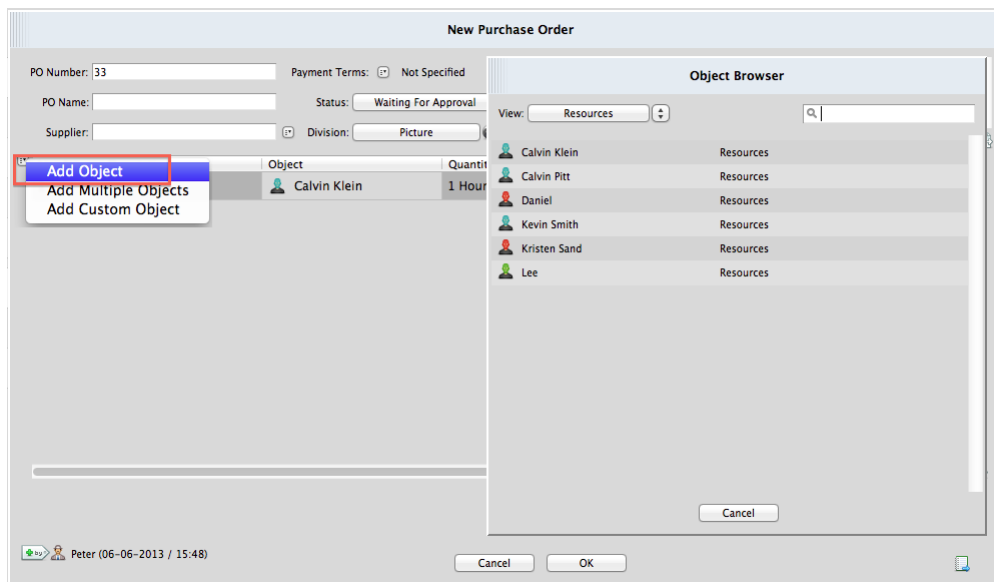 New Purchase Order
PO Number: 33
Payment Terms: Not Specified
PO Name:
Status: Waiting For Approval
Supplier:
Division: Picture
Object
Quantit
Add Object
Add Multiple Objects
Add Custom Object
Calvin Klein
1 Hour
Object Browser
View: Resources
Calvin Klein Resources
Calvin Pitt Resources
Daniel Resources
Kevin Smith Resources
Kristen Sand Resources
Lee Resources
Cancel
by
Peter (06-06-2013 / 15:48)
Cancel
OK